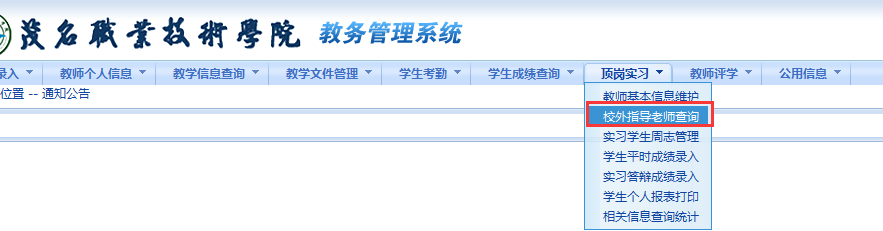 茂名職業技術學院 教务管理系统
录入 教师个人信息 教学信息查询 教学文件管理 学生考勤 学生成绩查询 顶岗实习 教师评学 公用信息
位置 -- 通知公告
教师基本信息维护
校外指导老师查询
实习学生周志管理
学生平时成绩录入
实习答辩成绩录入
学生个人报表打印
相关信息查询统计